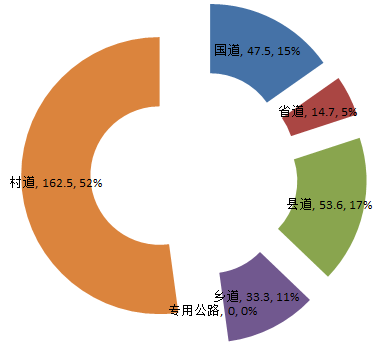 国道, 47.5, 15%
省道, 14.7, 5%
县道, 53.6, 17%
乡道, 33.3, 11%
专用公路, 0, 0%
村道, 162.5, 52%